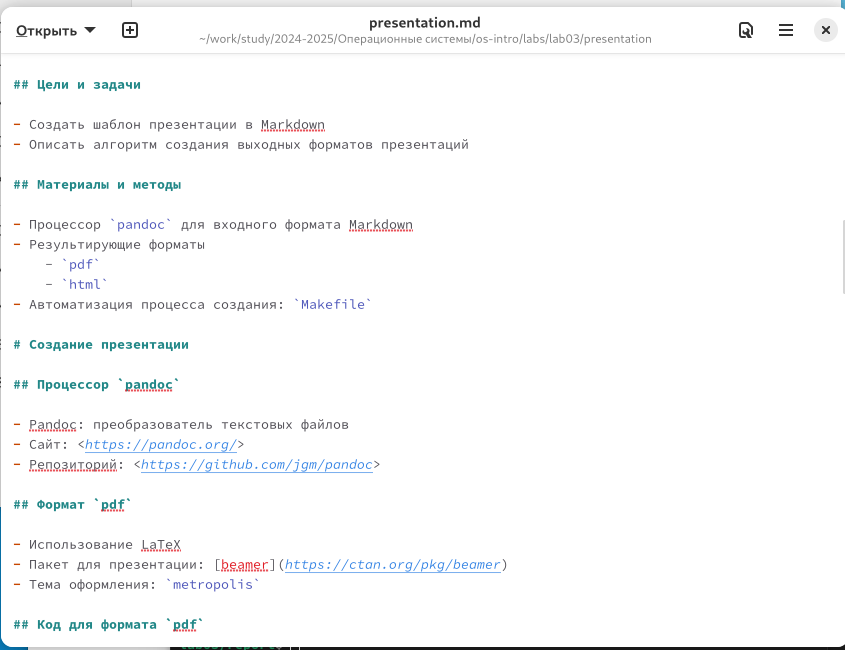 Открыть
presentation.md
~/work/study/2024-2025/Операционные системы/os-intro/labs/lab03/presentation
## Цели и задачи
- Создать шаблон презентации в Markdown
- Описать алгоритм создания выходных форматов презентаций
## Материалы и методы
- Процессор `pandoc` для входного формата Markdown
- Результирующие форматы
- `pdf`
- `html`
- Автоматизация процесса создания: `Makefile`
# Создание презентации
## Процессор `pandoc`
- Pandoc: преобразователь текстовых файлов
- Сайт: <https://pandoc.org/>
- Репозиторий: <https://github.com/jgm/pandoc>
## Формат `pdf`
- Использование LaTeX
- Пакет для презентации: [beamer](https://ctan.org/pkg/beamer)
- Тема оформления: `metropolis`
## Код для формата `pdf`